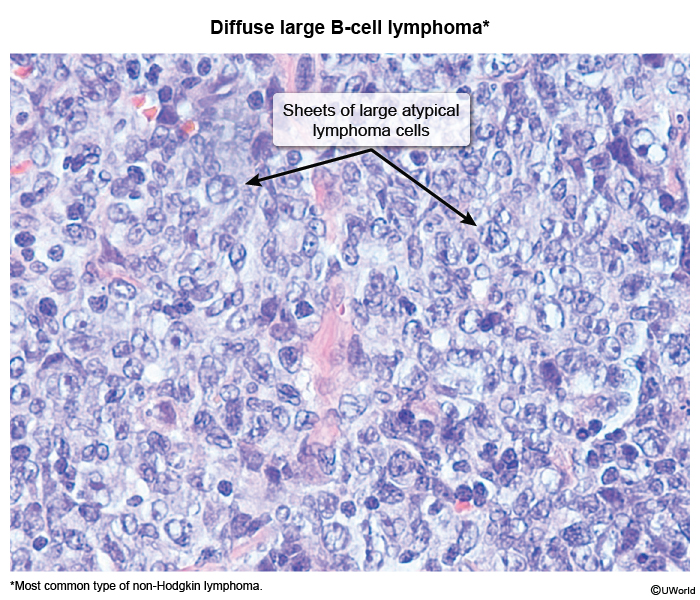 Diffuse large B-cell lymphoma*
Sheets of large atypical
lymphoma cells
*Most common type of non-Hodgkin lymphoma.
©UWorld